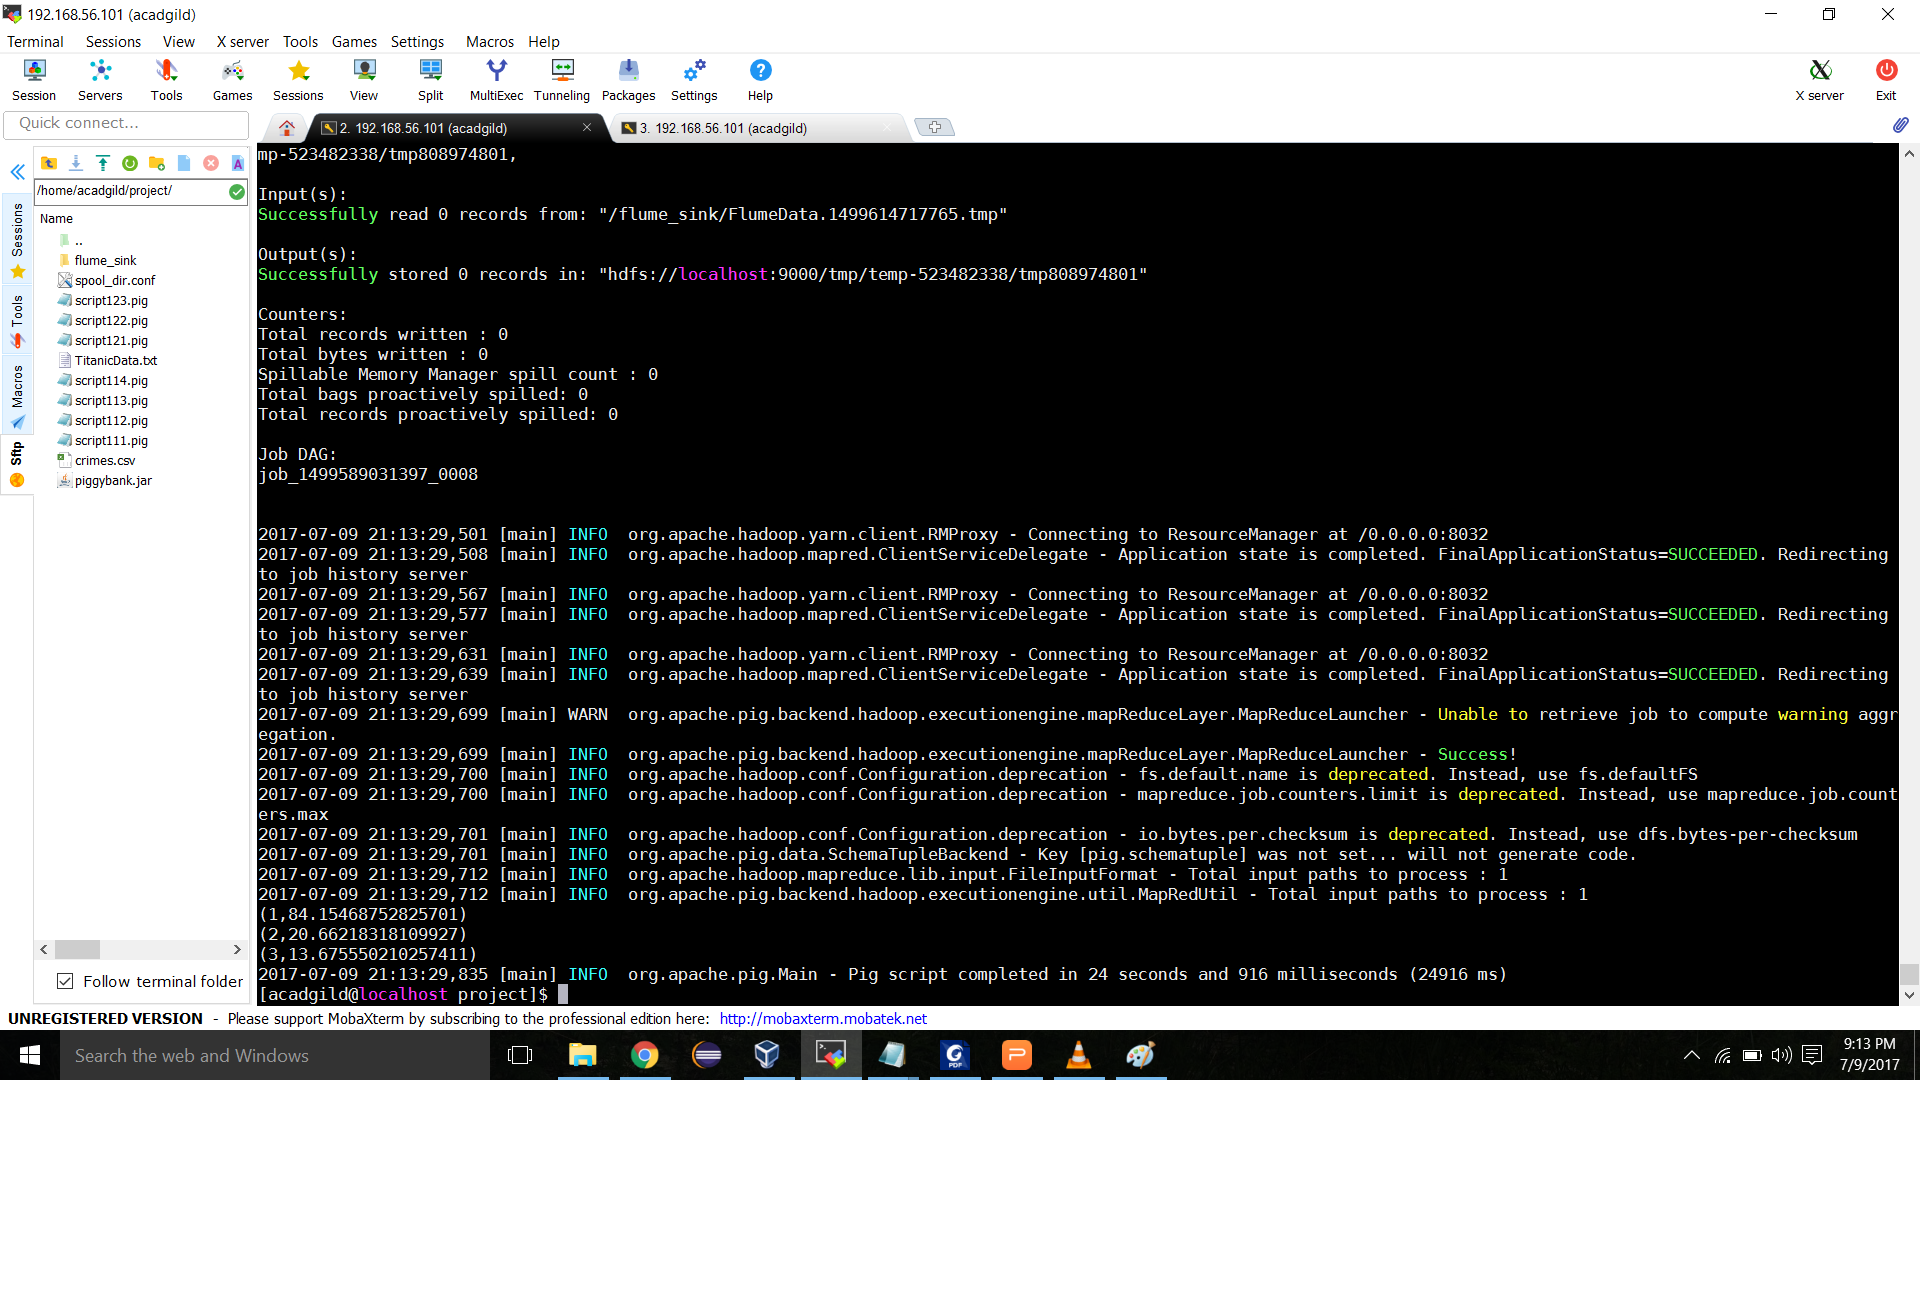 192.168.56.101 (acadgild)
Terminal Sessions View X server Tools Games Settings Macros Help
Session Servers Tools Games Sessions View Split MultiExec Tunneling Packages Settings Help X server Exit
Quick connect...
2. 192.168.56.101 (acadgild)
3. 192.168.56.101 (acadgild)
/home/acadgild/project/
Name
..
flume_sink
spool_dir.conf
script123.pig
script122.pig
script121.pig
TitanicData.txt
script114.pig
script113.pig
script112.pig
script111.pig
crimes.csv
piggybank.jar
Sessions
Tools
Macros
Sftp
Follow terminal folder
mp-523482338/tmp808974801,
Input(s):
Successfully read 0 records from: "/flume_sink/FlumeData.1499614717765.tmp"
Output(s):
Successfully stored 0 records in: "hdfs://localhost:9000/tmp/temp-523482338/tmp808974801"
Counters:
Total records written : 0
Total bytes written : 0
Spillable Memory Manager spill count : 0
Total bags proactively spilled: 0
Total records proactively spilled: 0
Job DAG:
job_1499589031397_0008
2017-07-09 21:13:29,501 [main] INFO  org.apache.hadoop.yarn.client.RMProxy - Connecting to ResourceManager at /0.0.0.0:8032
2017-07-09 21:13:29,508 [main] INFO  org.apache.hadoop.mapred.ClientServiceDelegate - Application state is completed. FinalApplicationStatus=SUCCEEDED. Redirecting
to job history server
2017-07-09 21:13:29,567 [main] INFO  org.apache.hadoop.yarn.client.RMProxy - Connecting to ResourceManager at /0.0.0.0:8032
2017-07-09 21:13:29,577 [main] INFO  org.apache.hadoop.mapred.ClientServiceDelegate - Application state is completed. FinalApplicationStatus=SUCCEEDED. Redirecting
to job history server
2017-07-09 21:13:29,631 [main] INFO  org.apache.hadoop.yarn.client.RMProxy - Connecting to ResourceManager at /0.0.0.0:8032
2017-07-09 21:13:29,639 [main] INFO  org.apache.hadoop.mapred.ClientServiceDelegate - Application state is completed. FinalApplicationStatus=SUCCEEDED. Redirecting
to job history server
2017-07-09 21:13:29,699 [main] WARN  org.apache.pig.backend.hadoop.executionengine.mapReduceLayer.MapReduceLauncher - Unable to retrieve job to compute warning aggr
egation.
2017-07-09 21:13:29,699 [main] INFO  org.apache.pig.backend.hadoop.executionengine.mapReduceLayer.MapReduceLauncher - Success!
2017-07-09 21:13:29,700 [main] INFO  org.apache.hadoop.conf.Configuration.deprecation - fs.default.name is deprecated. Instead, use fs.defaultFS
2017-07-09 21:13:29,700 [main] INFO  org.apache.hadoop.conf.Configuration.deprecation - mapreduce.job.counters.limit is deprecated. Instead, use mapreduce.job.count
ers.max
2017-07-09 21:13:29,701 [main] INFO  org.apache.hadoop.conf.Configuration.deprecation - io.bytes.per.checksum is deprecated. Instead, use dfs.bytes-per-checksum
2017-07-09 21:13:29,701 [main] INFO  org.apache.pig.data.SchemaTupleBackend - Key [pig.schematuple] was not set... will not generate code.
2017-07-09 21:13:29,712 [main] INFO  org.apache.hadoop.mapreduce.lib.input.FileInputFormat - Total input paths to process : 1
2017-07-09 21:13:29,712 [main] INFO  org.apache.pig.backend.hadoop.executionengine.util.MapRedUtil - Total input paths to process : 1
(1,84.15468752825701)
(2,20.66218318109927)
(3,13.675550210257411)
2017-07-09 21:13:29,835 [main] INFO  org.apache.pig.Main - Pig script completed in 24 seconds and 916 milliseconds (24916 ms)
[acadgild@localhost project]$
UNREGISTERED VERSION - Please support MobaXterm by subscribing to the professional edition here: http://mobaxterm.mobatek.net
Search the web and Windows
PDF
9:13 PM
7/9/2017